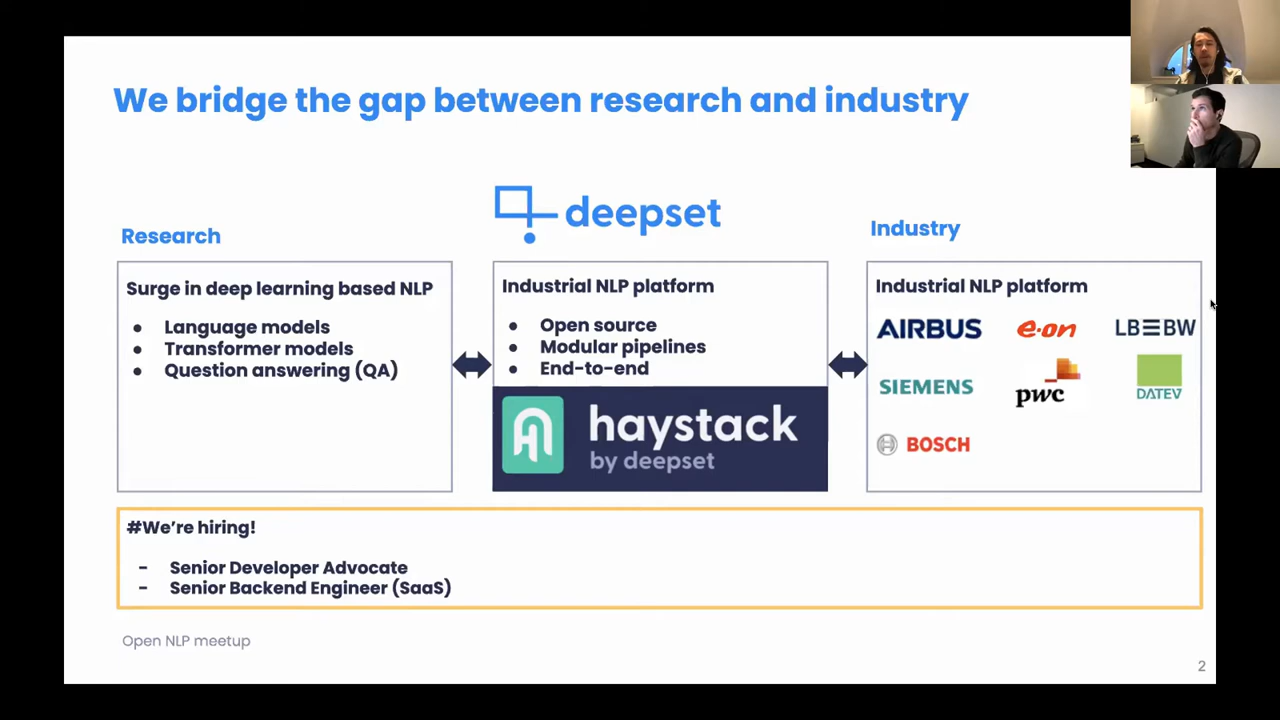 We bridge the gap between research and industry
deepset
Research
Industry
Surge in deep learning based NLP
● Language models
● Transformer models
● Question answering (QA)
Industrial NLP platform
● Open source
● Modular pipelines
● End-to-end
haystack
by deepset
Industrial NLP platform
AIRBUS e·on LB≡BW
SIEMENS pwc DATEV
BOSCH
#We're hiring!
- Senior Developer Advocate
- Senior Backend Engineer (SaaS)
Open NLP meetup
2